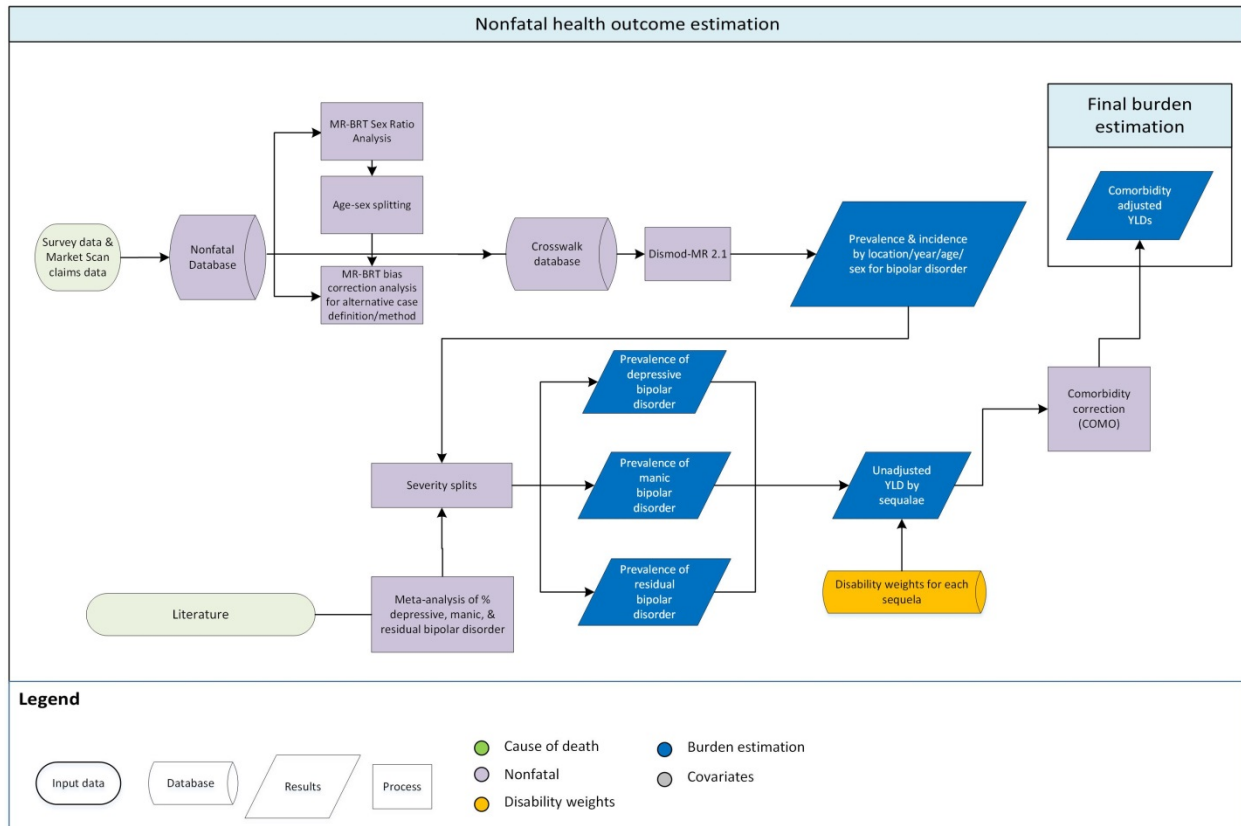 Nonfatal health outcome estimation
MR-BRT Sex Ratio
Analysis
Age-sex splitting
MR-BRT bias
correction analysis
for alternative case
definition/method
Survey data &
Market Scan
claims data
Nonfatal
Database
Crosswalk
database
Dismod-MR 2.1
Prevalence & incidence
by location/year/age/
sex for bipolar disorder
Final burden
estimation
Comorbidity
adjusted
YLDs
Prevalence of
depressive
bipolar
disorder
Severity splits
Prevalence of
manic
bipolar
disorder
Unadjusted
YLD by
sequalae
Comorbidity
correction
(COMO)
Prevalence of
residual
bipolar
disorder
Disability weights for each
sequela
Literature
Meta-analysis of %
depressive, manic, &
residual bipolar disorder
Legend
Input data
Database
Results
Process
Cause of death
Nonfatal
Disability weights
Burden estimation
Covariates